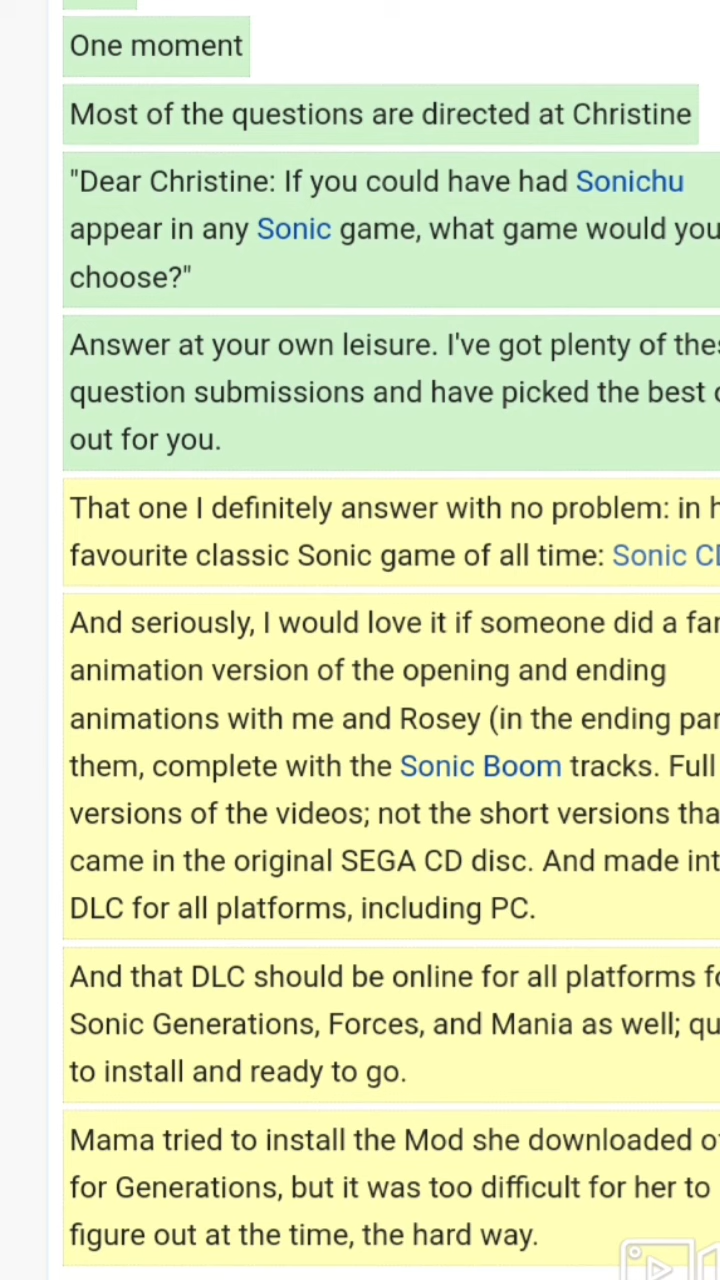 One moment
Most of the questions are directed at Christine
"Dear Christine: If you could have had Sonichu
appear in any Sonic game, what game would you
choose?"
Answer at your own leisure. I've got plenty of
question submissions and have picked the best
out for you.
That one I definitely answer with no problem: in
favourite classic Sonic game of all time: Sonic
And seriously, I would love it if someone did a
animation version of the opening and ending
animations with me and Rosey (in the ending
them, complete with the Sonic Boom tracks. Full
versions of the videos; not the short versions
came in the original SEGA CD disc. And made
DLC for all platforms, including PC.
And that DLC should be online for all platforms
Sonic Generations, Forces, and Mania as well;
to install and ready to go.
Mama tried to install the Mod she downloaded
for Generations, but it was too difficult for her to
figure out at the time, the hard way.